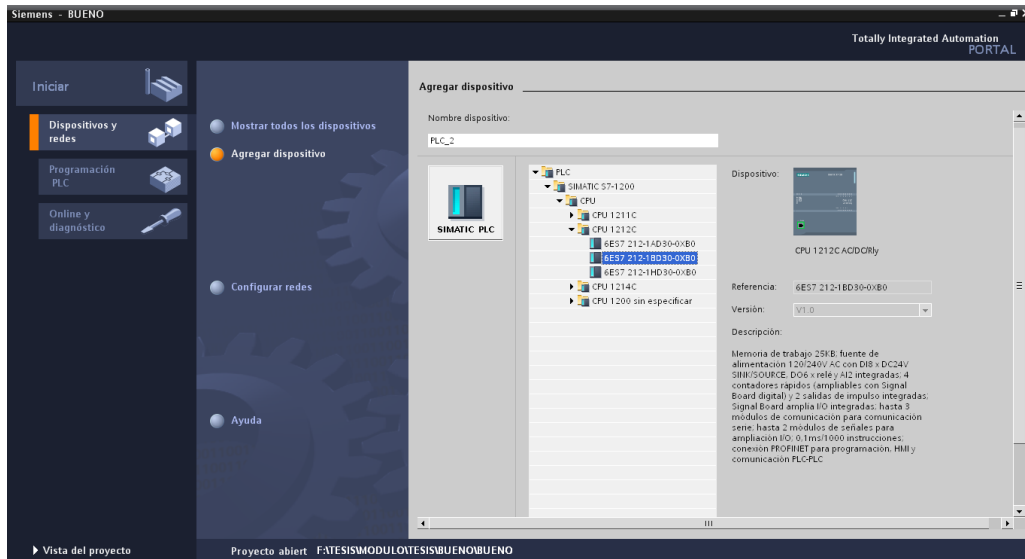 Siemens - BUENO
Totally Integrated Automation
PORTAL
Iniciar
Dispositivos y
redes
Programación
PLC
Online y
diagnóstico
Mostrar todos los dispositivos
Agregar dispositivo
Configurar redes
Ayuda
Agregar dispositivo
Nombre dispositivo:
PLC_2
SIMATIC PLC
PLC
SIMATIC S7-1200
CPU
CPU 1211C
CPU 1212C
6ES7 212-1AD30-0XB0
6ES7 212-1BD30-0XB0
6ES7 212-1HD30-0XB0
CPU 1214C
CPU 1200 sin especificar
Dispositivo:
CPU 1212C AC/DC/Rly
Referencia: 6ES7 212-1BD30-0XB0
Versión: V1.0
Descripción:
Memoria de trabajo 25KB; fuente de
alimentación 120/240V AC con DI8 x DC24V
SINK/SOURCE, DO6 x relé y AI2 integradas; 4
contadores rápidos (ampliables con Signal
Board digital) y 2 salidas de impulso integradas;
Signal Board amplía I/O integradas; hasta 3
módulos de comunicación para comunicación
serie; hasta 2 módulos de señales para
ampliación I/O; 0,1ms/1000 instrucciones;
conexión PROFINET para programación, HMI y
comunicación PLC-PLC
Vista del proyecto
Proyecto abiert F:\TESIS\MODULO\TESIS\BUENO\BUENO